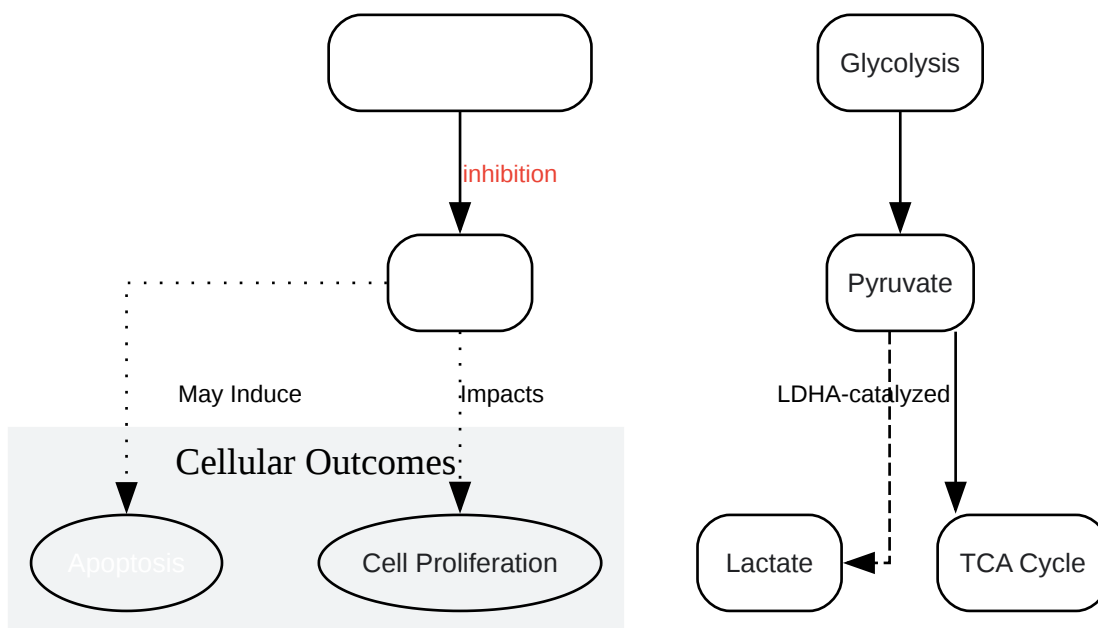 Glycolysis
inhibition
Pyruvate
May Induce
Impacts
LDHA-catalyzed
Cellular Outcomes
Apoptosis
Cell Proliferation
Lactate
TCA Cycle